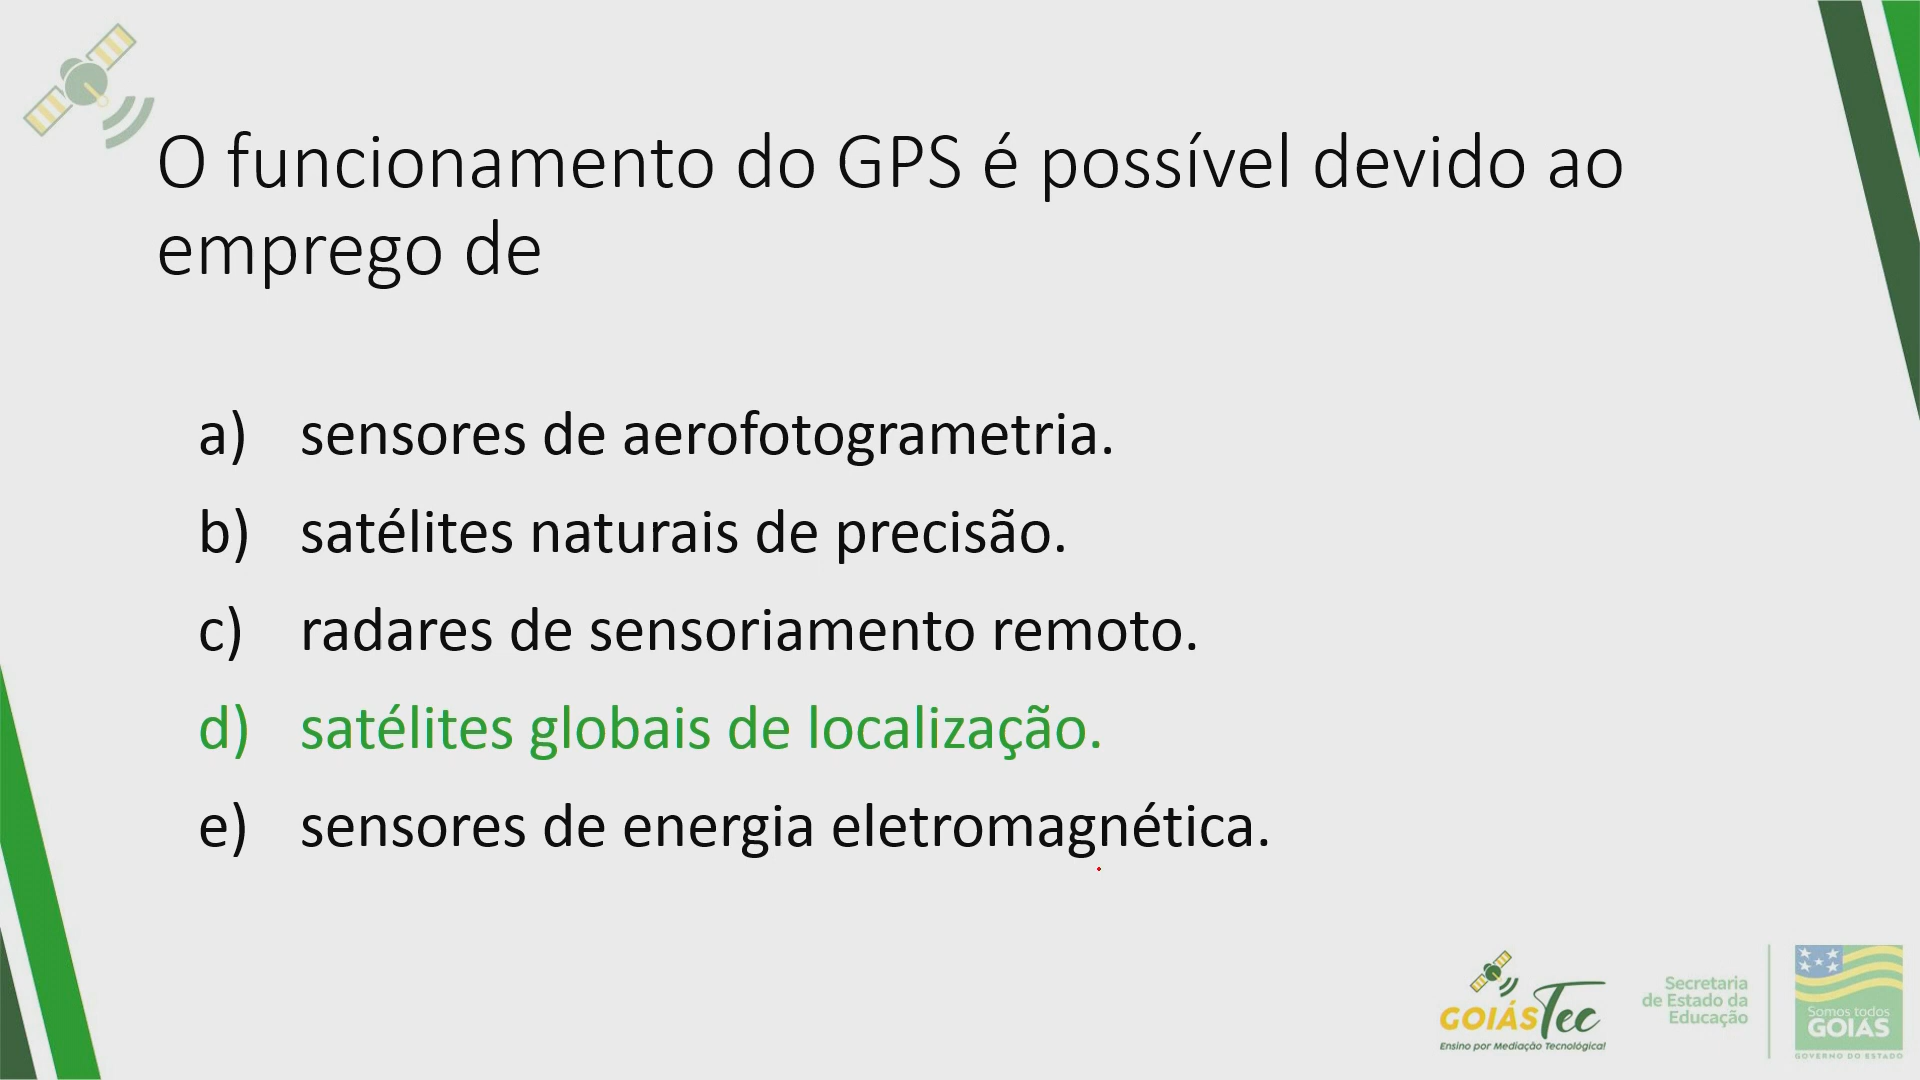 O funcionamento do GPS é possível devido ao
emprego de
a) sensores de aerofotogrametria.
b) satélites naturais de precisão.
c) radares de sensoriamento remoto.
d) satélites globais de localização.
e) sensores de energia eletromagnética.
GOIÁSTec
Ensino por Mediação Tecnológica!
Secretaria
de Estado da
Educação
Somos todos
GOIÁS
GOVERNO DO ESTADO